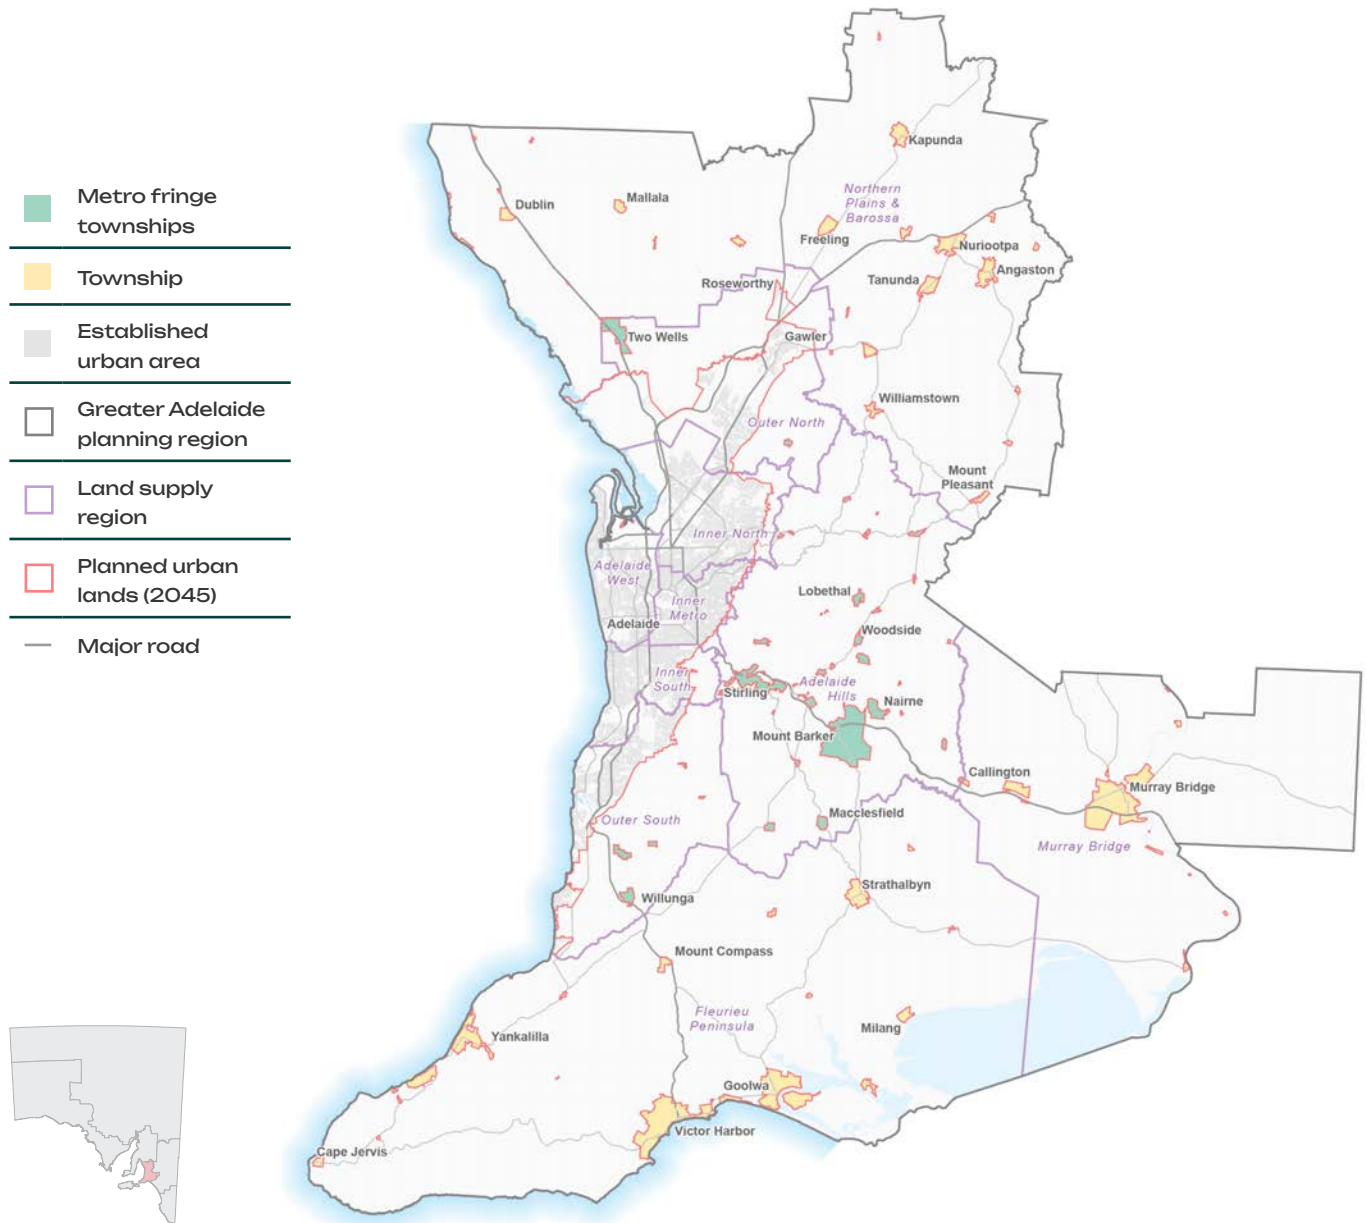 Metro fringe
townships
Township
Established
urban area
Greater Adelaide
planning region
Land supply
region
Planned urban
lands (2045)
Major road
Kapunda
Northern
Plains &
Barossa
Dublin
Mallala
Freeling
Nuriootpa
Angaston
Tanunda
Roseworthy
Two Wells
Gawler
Williamstown
Outer North
Mount
Pleasant
Inner North
Adelaide
West
Inner
Metro
Adelaide
Lobethal
Woodside
Inner
South
Stirling
Adelaide
Hills
Nairne
Mount Barker
Callington
Murray Bridge
Macclesfield
Outer South
Murray Bridge
Strathalbyn
Willunga
Mount Compass
Fleurieu
Peninsula
Milang
Yankalilla
Goolwa
Victor Harbor
Cape Jervis